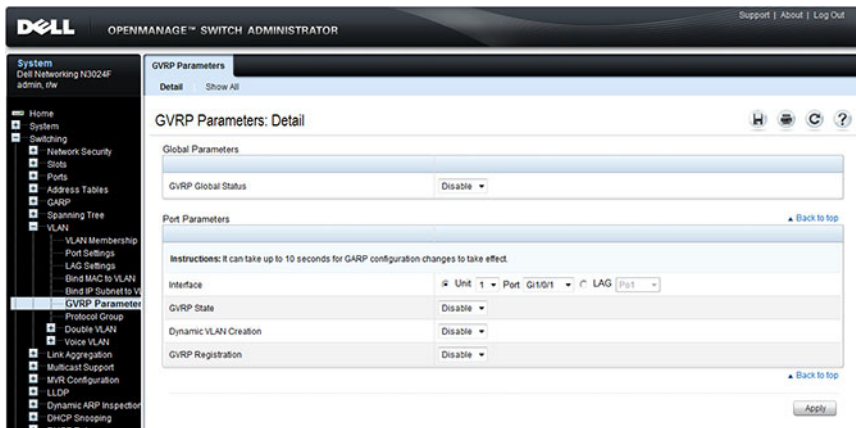 Support | About | Log Out
DELL OPENMANAGE™ SWITCH ADMINISTRATOR
System
Dell Networking N3024F
admin, r/w
Home
System
Switching
Network Security
Slots
Ports
Address Tables
GARP
Spanning Tree
VLAN
VLAN Membership
Port Settings
LAG Settings
Bind MAC to VLAN
Bind IP Subnet to VL
GVRP Parameter
Protocol Group
Double VLAN
Voice VLAN
Link Aggregation
Multicast Support
MVR Configuration
LLDP
Dynamic ARP Inspection
DHCP Snooping
GVRP Parameters
Detail Show All
GVRP Parameters: Detail
Global Parameters
GVRP Global Status Disable
Port Parameters ▲ Back to top
Instructions: It can take up to 10 seconds for GARP configuration changes to take effect.
Interface Unit 1 Port Gi1/0/1 LAG Po1
GVRP State Disable
Dynamic VLAN Creation Disable
GVRP Registration Disable
▲ Back to top
Apply